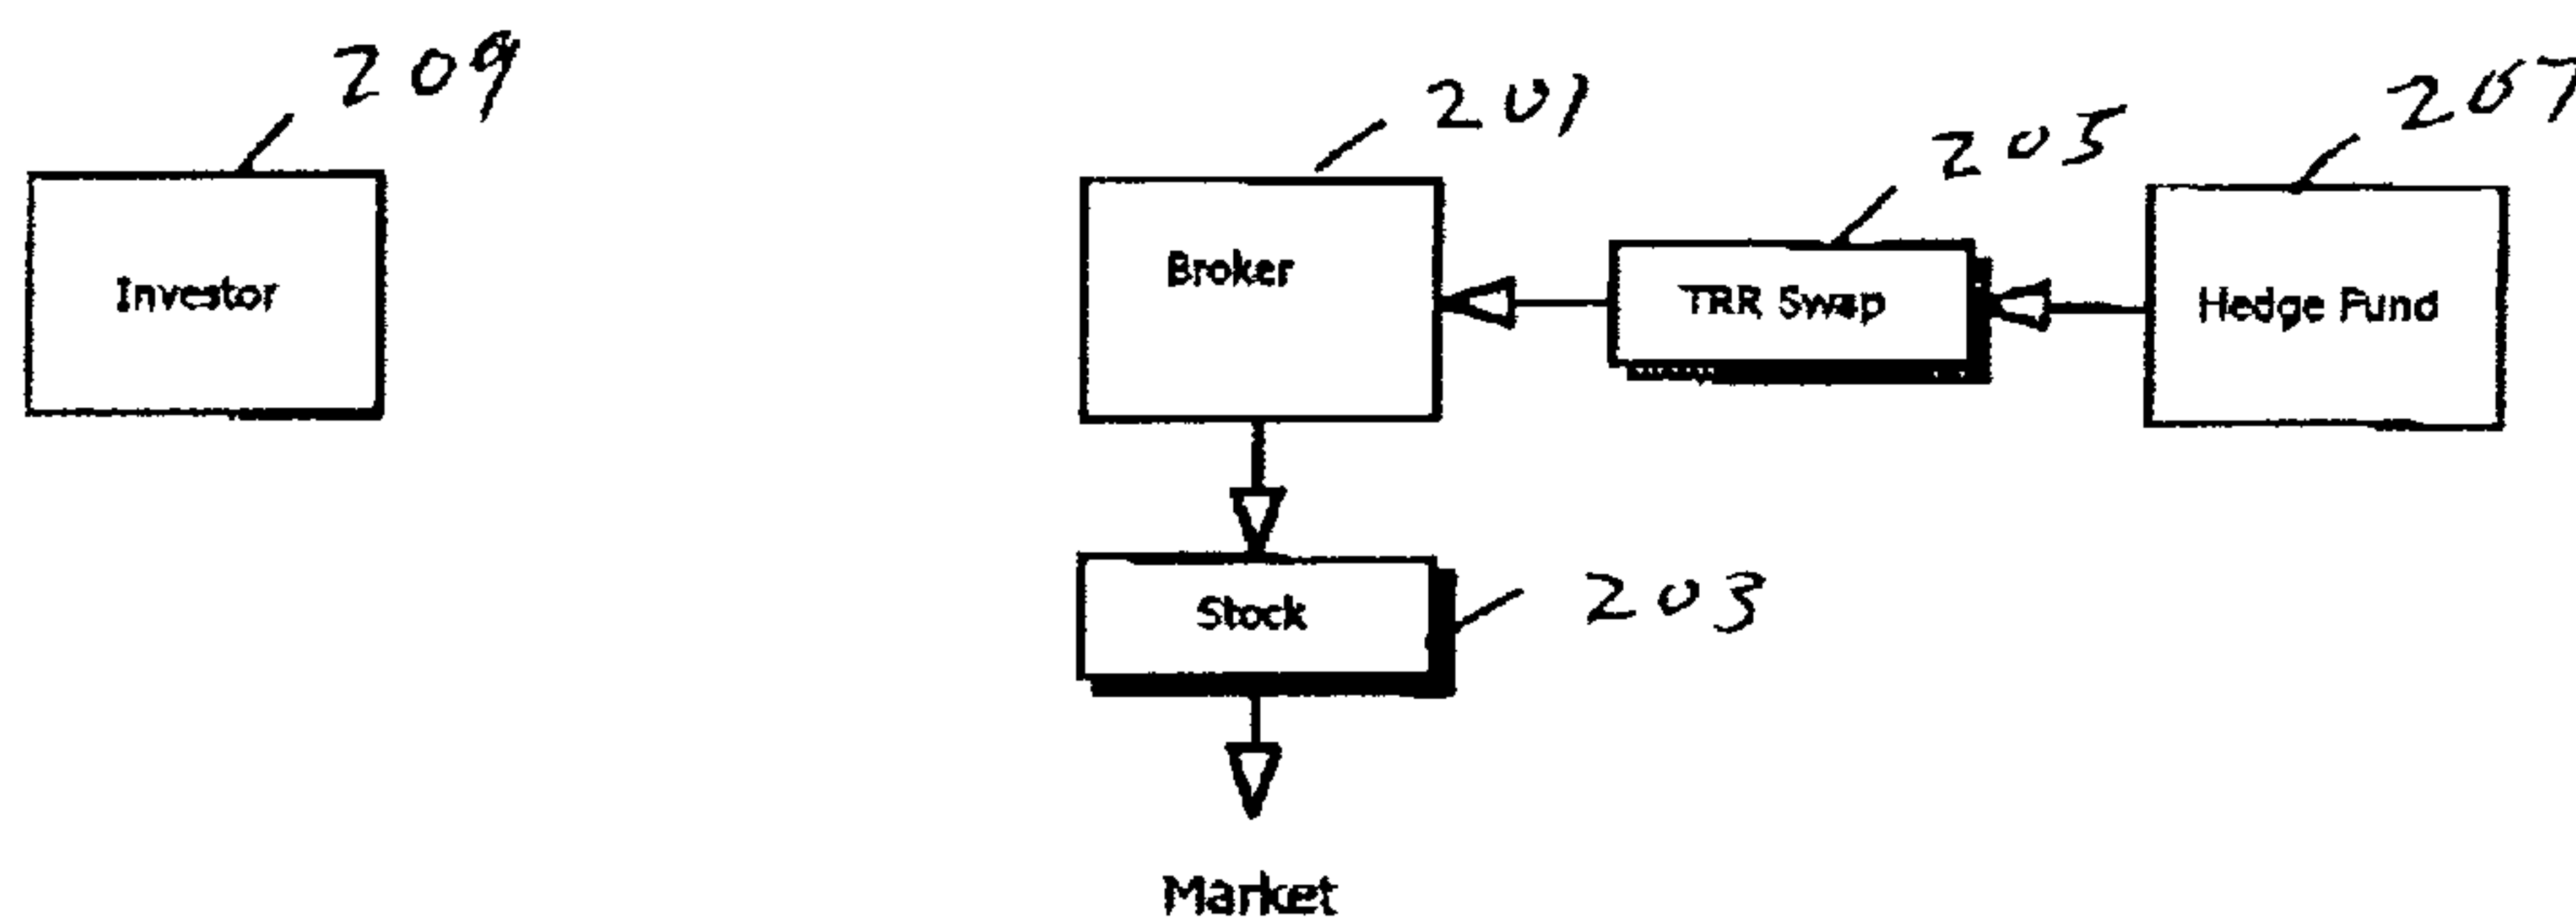 209
201
205
207
Investor
Broker
TRR Swap
Hedge Fund
Stock
203
Market